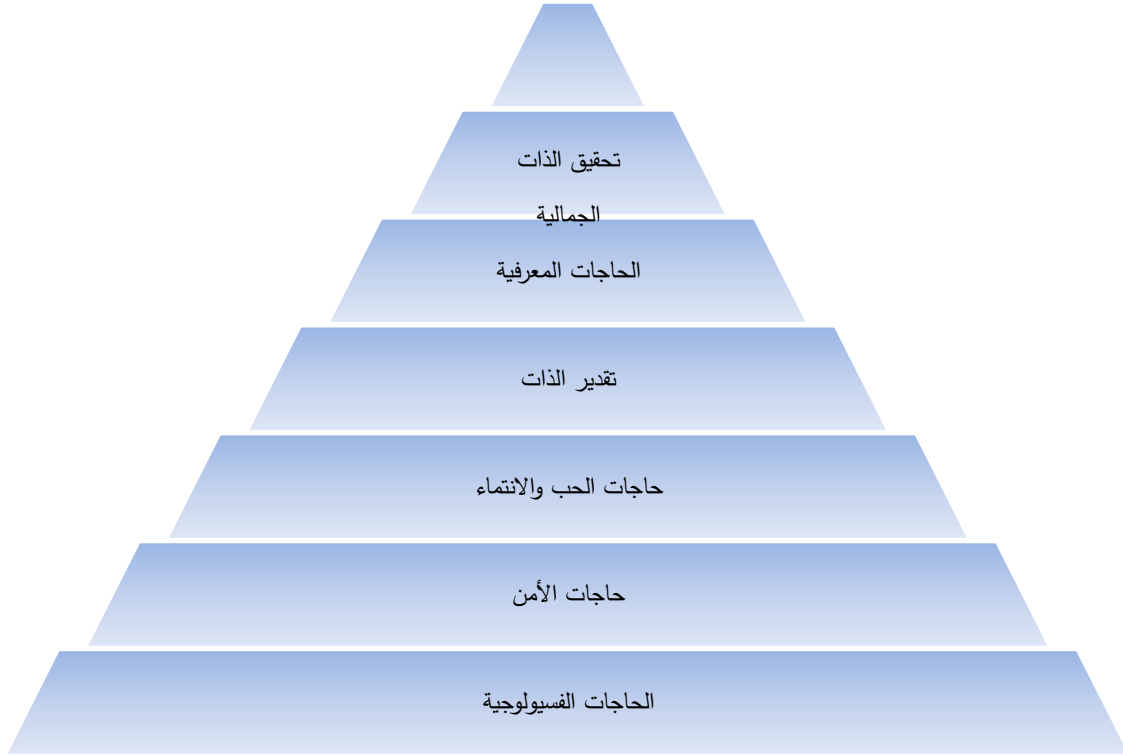 تحقيق الذات
الجمالية
الحاجات المعرفية
تقدير الذات
حاجات الحب والانتماء
حاجات الأمن
الحاجات الفسيولوجية